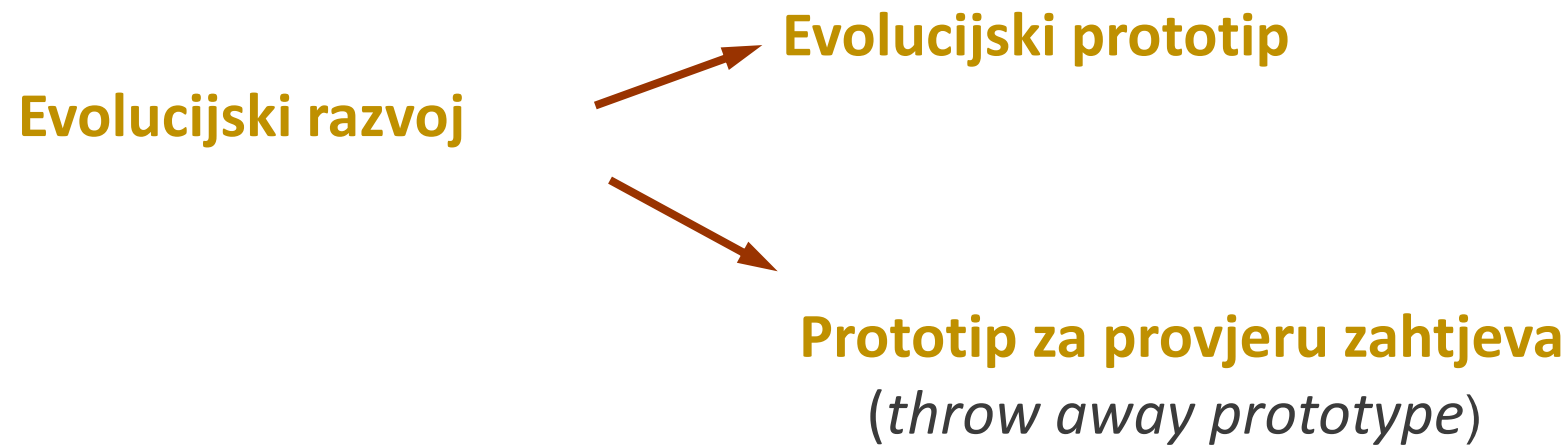 Evolucijski prototip
Evolucijski razvoj
Prototip za provjeru zahtjeva
(throw away prototype)